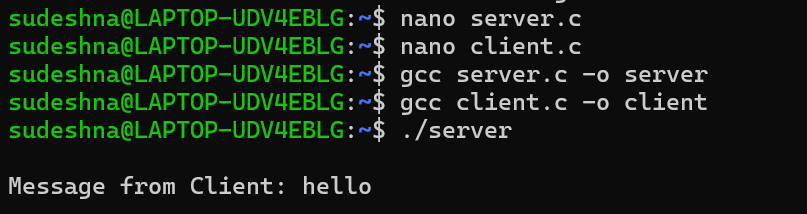 sudeshna@LAPTOP-UDV4EBLG:~$ nano server.c
sudeshna@LAPTOP-UDV4EBLG:~$ nano client.c
sudeshna@LAPTOP-UDV4EBLG:~$ gcc server.c -o server
sudeshna@LAPTOP-UDV4EBLG:~$ gcc client.c -o client
sudeshna@LAPTOP-UDV4EBLG:~$ ./server
Message from Client: hello